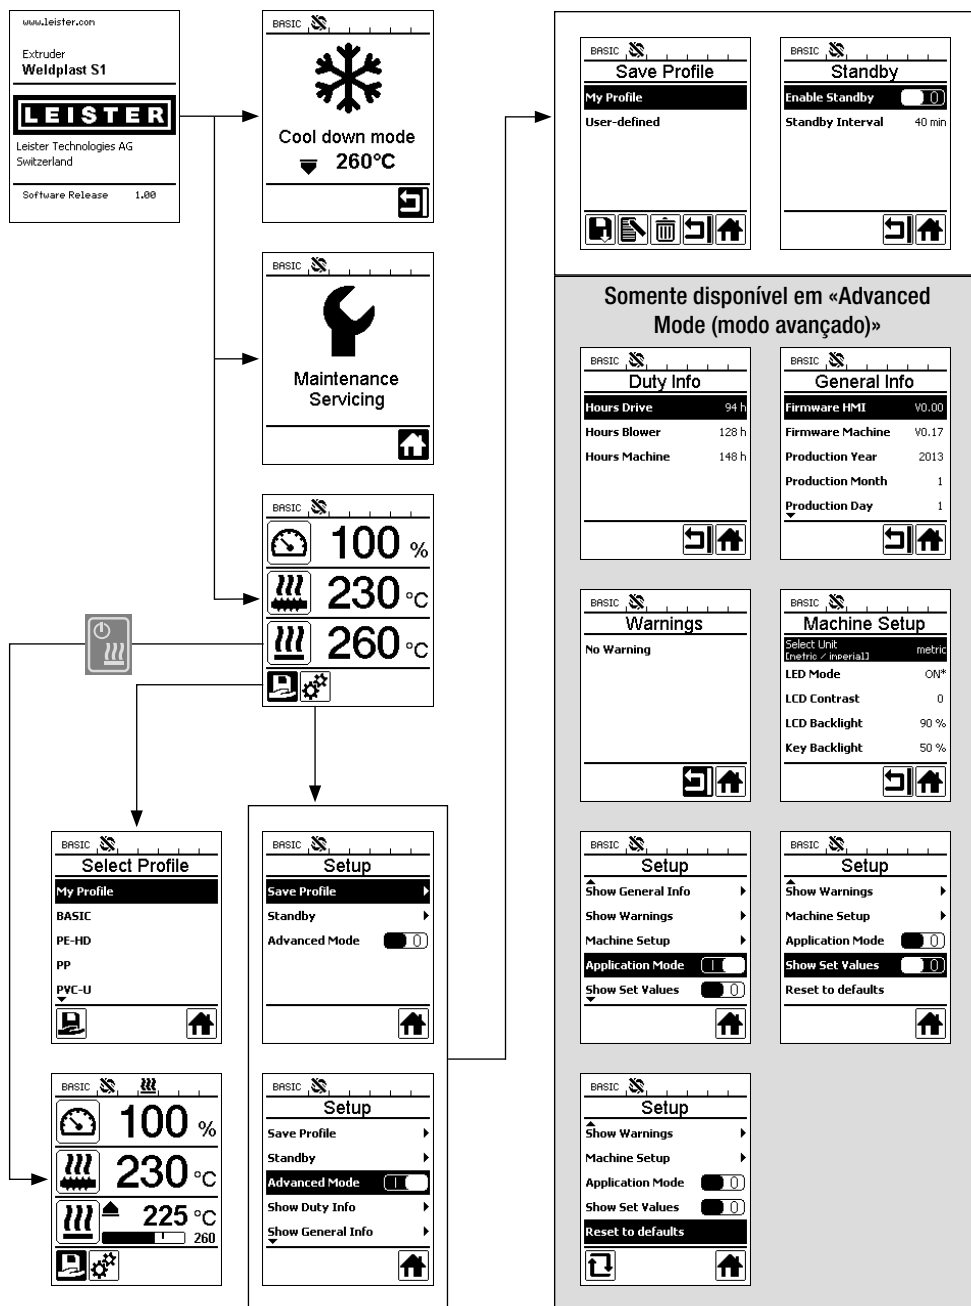 www.leister.com
Extruder
Weldplast S1
LEISTER
Leister Technologies AG
Switzerland
Software Release 1.00
BASIC
Cool down mode
260°C
BASIC
Maintenance
Servicing
BASIC
100 %
230 °C
260 °C
BASIC
Select Profile
My Profile
BASIC
PE-HD
PP
PVC-U
BASIC
100 %
230 °C
225 °C
260
BASIC
Setup
Save Profile
Standby
Advanced Mode 0
BASIC
Setup
Save Profile
Standby
Advanced Mode I
Show Duty Info
Show General Info
BASIC
Save Profile
My Profile
User-defined
BASIC
Standby
Enable Standby 0
Standby Interval 40 min
Somente disponível em «Advanced
Mode (modo avançado)»
BASIC
Duty Info
Hours Drive 94 h
Hours Blower 128 h
Hours Machine 148 h
BASIC
General Info
Firmware HMI V0.00
Firmware Machine V0.17
Production Year 2013
Production Month 1
Production Day 1
BASIC
Warnings
No Warning
BASIC
Machine Setup
Select Unit
[metric / inperial] metric
LED Mode ON*
LCD Contrast 0
LCD Backlight 90 %
Key Backlight 50 %
BASIC
Setup
Show General Info
Show Warnings
Machine Setup
Application Mode I
Show Set Values 0
BASIC
Setup
Show Warnings
Machine Setup
Application Mode 0
Show Set Values 0
Reset to defaults
BASIC
Setup
Show Warnings
Machine Setup
Application Mode 0
Show Set Values 0
Reset to defaults